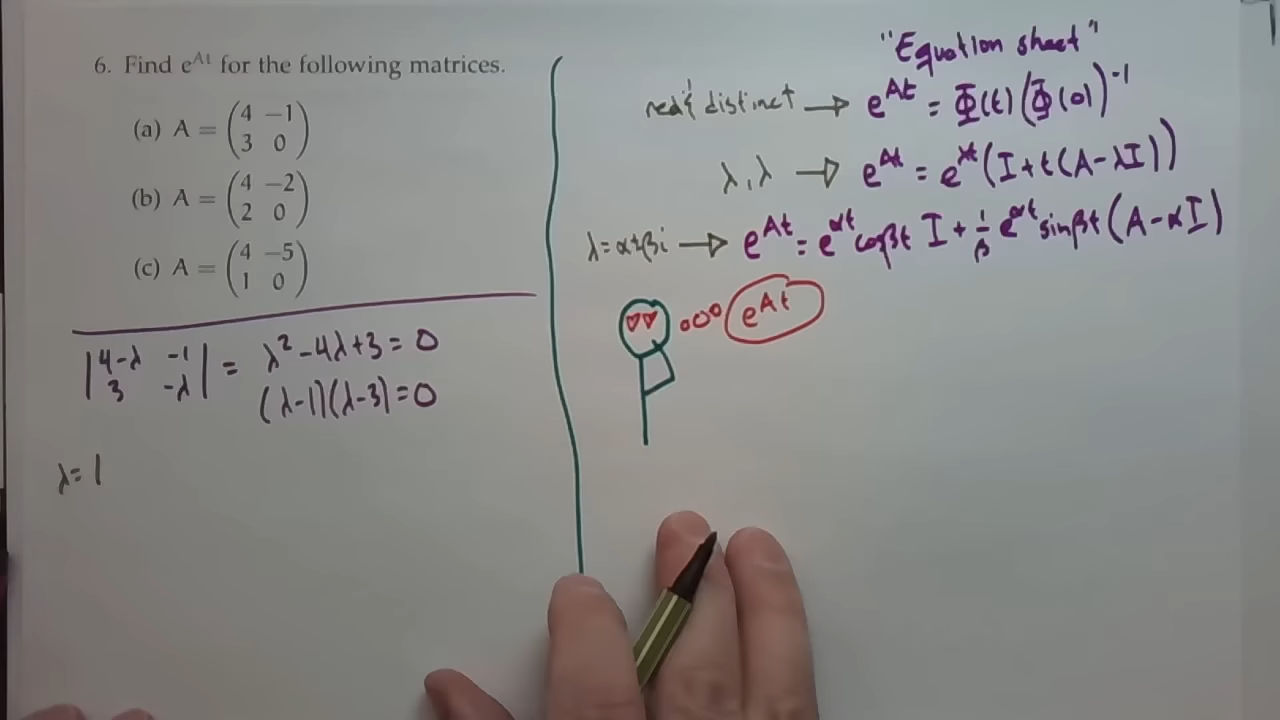 6. Find e^{At} for the following matrices.
(a) A = (4 −1; 3 0)
(b) A = (4 −2; 2 0)
(c) A = (4 −5; 1 0)
|4-λ -1; 3 -λ| = λ² - 4λ + 3 = 0
(λ-1)(λ-3) = 0
λ = 1
"Equation sheet"
real & distinct → e^{At} = Φ(t)(Φ(0))^{-1}
λ, λ → e^{At} = e^{λt}(I + t(A - λI))
λ = α ± βi → e^{At} = e^{αt} cosβt I + 1/β e^{αt} sinβt (A - αI)
e^{At}